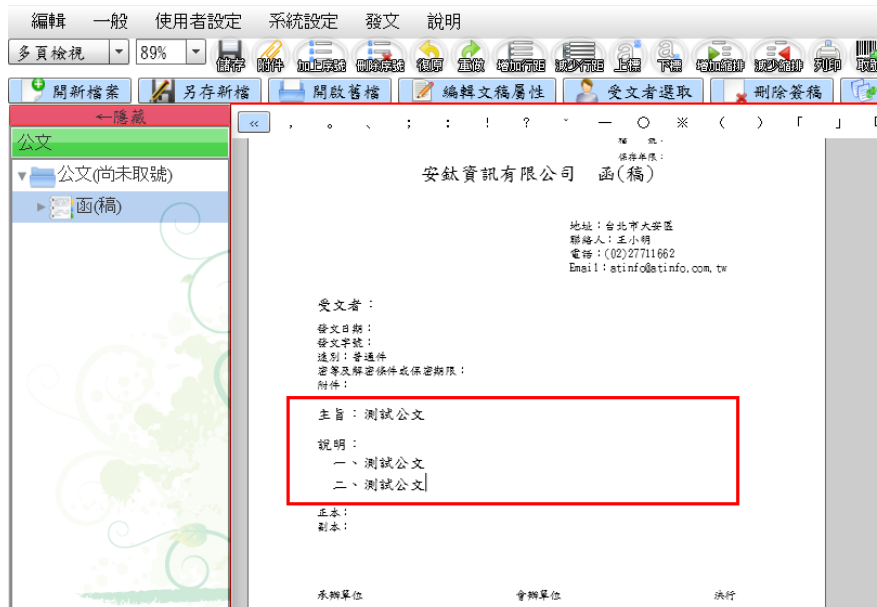 編輯 一般 使用者設定 系統設定 發文 說明
多頁檢視 89% 儲存 附件 加上序號 刪除序號 復原 重做 增加行距 減少行距 上標 下標 增加縮排 減少縮排 列印
開新檔案 另存新檔 開啟舊檔 編輯文稿屬性 受文者選取 刪除簽稿
←隱藏
« , 。 、 ; : ! ? ˇ — ○ ※ ( ) 「 」
公文
檔 號:
保存年限:
公文(尚未取號)
安鈦資訊有限公司 函(稿)
函(稿)
地址:台北市大安區
聯絡人:王小明
電話:(02)27711662
Email:atinfo@atinfo.com.tw
受文者:
發文日期:
發文字號:
速別:普通件
密等及解密條件或保密期限:
附件:
主旨:測試公文
說明:
一、測試公文
二、測試公文
正本:
副本:
承辦單位 會辦單位 決行